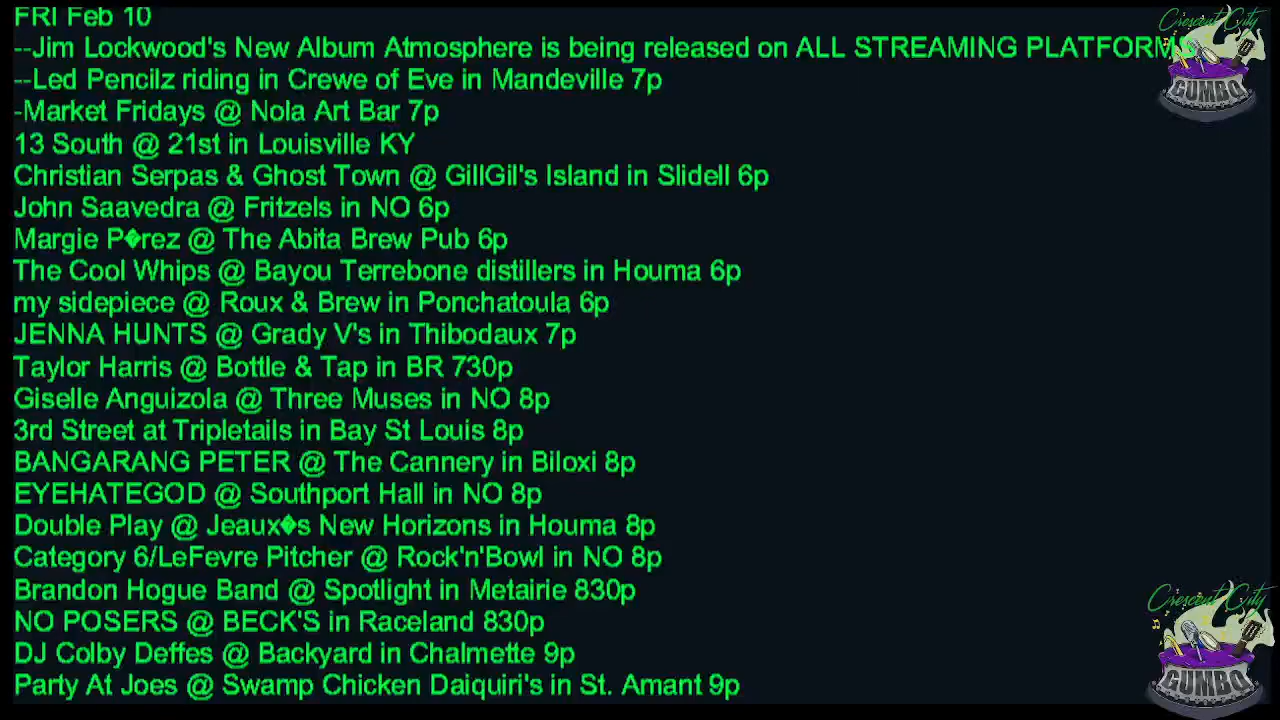 FRI Feb 10
--Jim Lockwood's New Album Atmosphere is being released on ALL STREAMING PLATFORMS
--Led Pencilz riding in Crewe of Eve in Mandeville 7p
-Market Fridays @ Nola Art Bar 7p
13 South @ 21st in Louisville KY
Christian Serpas & Ghost Town @ GillGil's Island in Slidell 6p
John Saavedra @ Fritzels in NO 6p
Margie P�rez @ The Abita Brew Pub 6p
The Cool Whips @ Bayou Terrebone distillers in Houma 6p
my sidepiece @ Roux & Brew in Ponchatoula 6p
JENNA HUNTS @ Grady V's in Thibodaux 7p
Taylor Harris @ Bottle & Tap in BR 730p
Giselle Anguizola @ Three Muses in NO 8p
3rd Street at Tripletails in Bay St Louis 8p
BANGARANG PETER @ The Cannery in Biloxi 8p
EYEHATEGOD @ Southport Hall in NO 8p
Double Play @ Jeaux�s New Horizons in Houma 8p
Category 6/LeFevre Pitcher @ Rock'n'Bowl in NO 8p
Brandon Hogue Band @ Spotlight in Metairie 830p
NO POSERS @ BECK'S in Raceland 830p
DJ Colby Deffes @ Backyard in Chalmette 9p
Party At Joes @ Swamp Chicken Daiquiri's in St. Amant 9p
Crescent City
GUMBO
Crescent City
GUMBO